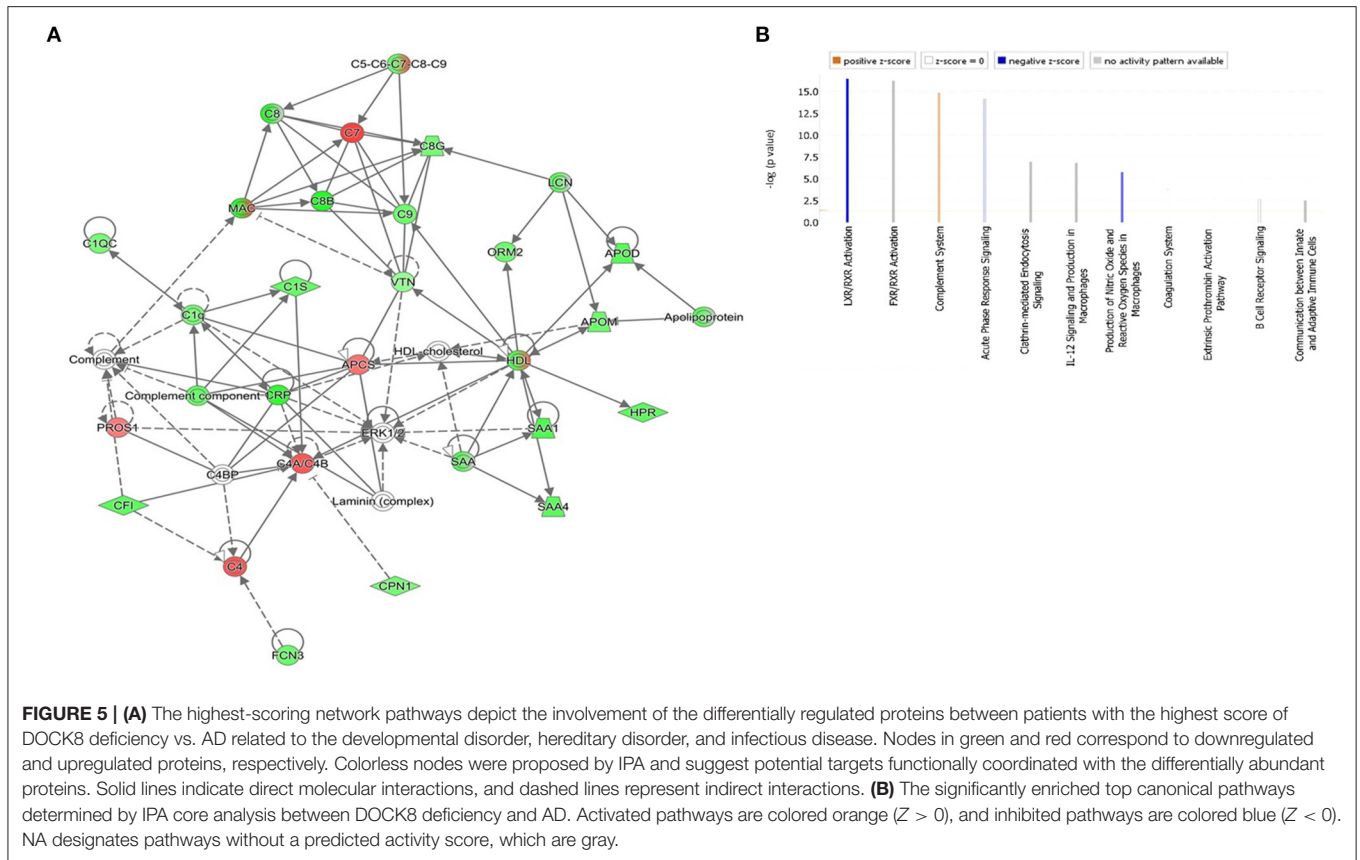 A
C5-C6-C7-C8-C9
C8
C7
C8G
LCN
MAC
C8B
C9
C1QC
ORM2
APOD
C1S
VTN
C1q
APOM
Apolipoprotein
Complement
HDL-cholesterol
APCS
HDL
Complement component
CRP
HPR
PROS1
ERK1/2
SAA1
C4BP
C4A/C4B
SAA
CFI
Laminin (complex)
SAA4
C4
CPN1
FCN3
B
positive z-score
z-score = 0
negative z-score
no activity pattern available
-log (p value)
15.0
12.5
10.0
7.5
5.0
2.5
0.0
LXR/RXR Activation
FXR/RXR Activation
Complement System
Acute Phase Response Signaling
Clathrin-mediated Endocytosis
Signaling
IL-12 Signaling and Production in
Macrophages
Production of Nitric Oxide and
Reactive Oxygen Species in
Macrophages
Coagulation System
Extrinsic Prothrombin Activation
Pathway
B Cell Receptor Signaling
Communication between Innate
and Adaptive Immune Cells
FIGURE 5 | (A) The highest-scoring network pathways depict the involvement of the differentially regulated proteins between patients with the highest score of
DOCK8 deficiency vs. AD related to the developmental disorder, hereditary disorder, and infectious disease. Nodes in green and red correspond to downregulated
and upregulated proteins, respectively. Colorless nodes were proposed by IPA and suggest potential targets functionally coordinated with the differentially abundant
proteins. Solid lines indicate direct molecular interactions, and dashed lines represent indirect interactions. (B) The significantly enriched top canonical pathways
determined by IPA core analysis between DOCK8 deficiency and AD. Activated pathways are colored orange (Z > 0), and inhibited pathways are colored blue (Z < 0).
NA designates pathways without a predicted activity score, which are gray.